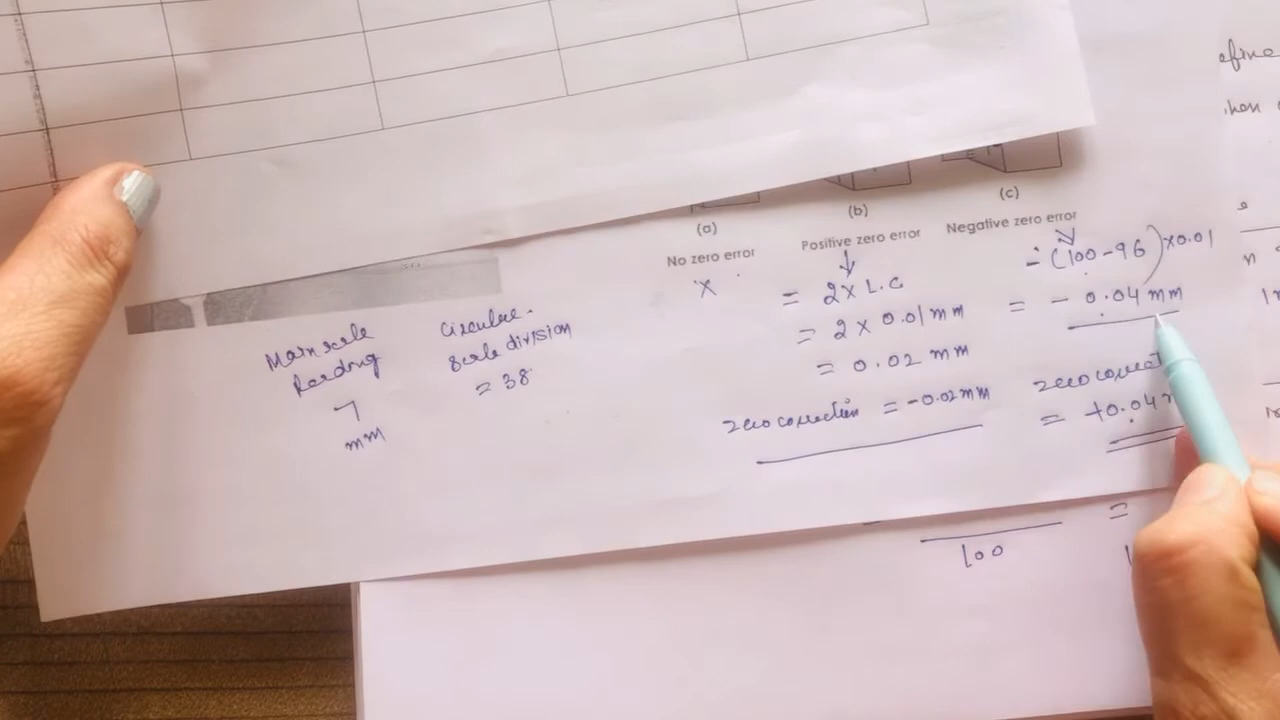 efine
(a)
(b)
(c)
No zero error
Positive zero error
Negative zero error
×
= 2 × L.C
= 2 × 0.01 mm
= 0.02 mm
zero correction = -0.02 mm
= -(100-96)×0.01
= - 0.04 mm
zero correct
= +0.04
Main scale
Reading
7
mm
Circular
scale division
= 38
100
=